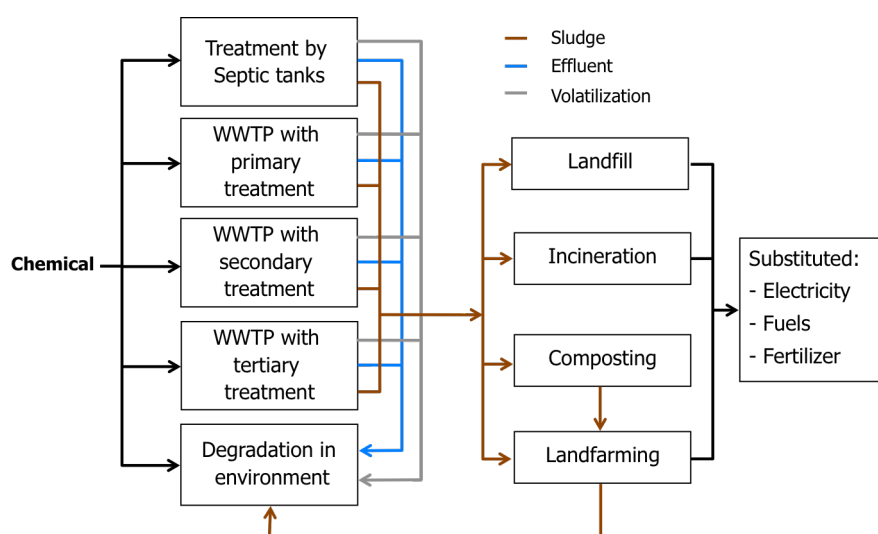 Treatment by
Septic tanks
WWTP with
primary
treatment
WWTP with
secondary
treatment
WWTP with
tertiary
treatment
Degradation in
environment
Chemical
Sludge
Effluent
Volatilization
Landfill
Incineration
Composting
Landfarming
Substituted:
- Electricity
- Fuels
- Fertilizer